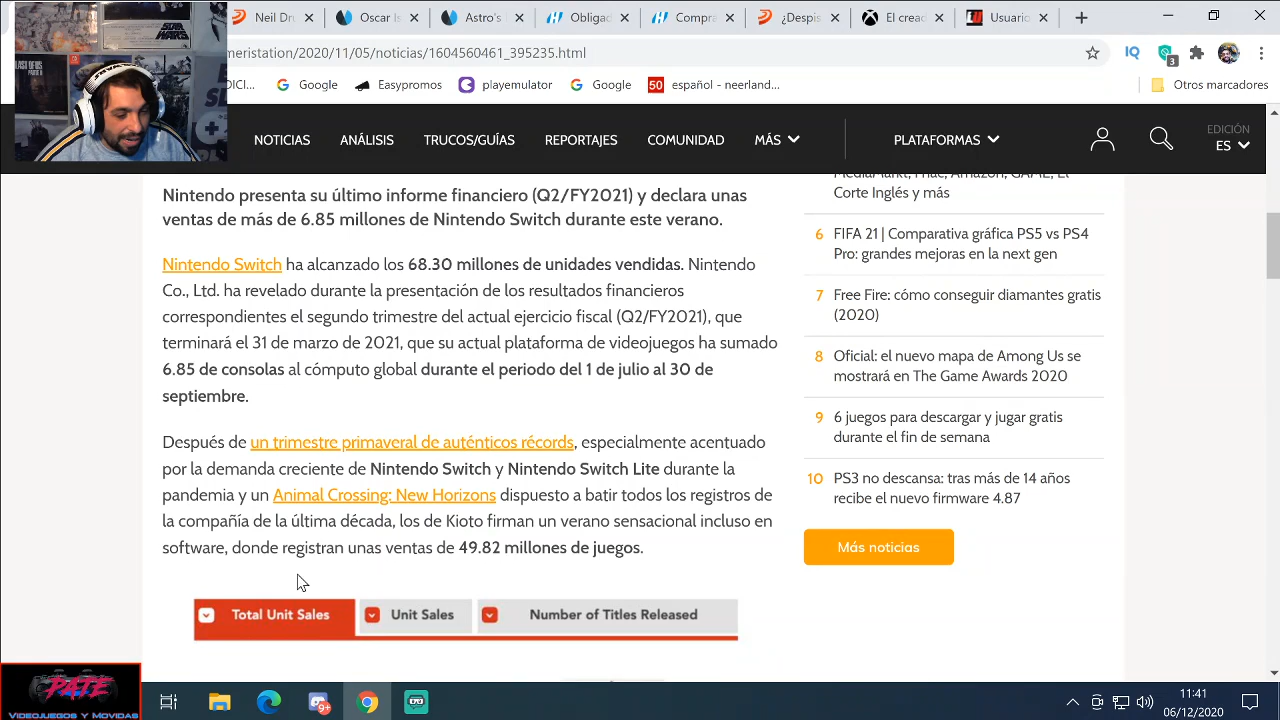 Neil Dr
Oscar
Astro's
Obliga
Compra
¿Despi
El creac
Usuari
meristation/2020/11/05/noticias/1604560461_395235.html
3
DICI...
Google
Easypromos
playemulator
Google
50
español - neerland...
Otros marcadores
STAR WARS
NOTICIAS
ANÁLISIS
TRUCOS/GUÍAS
REPORTAJES
COMUNIDAD
MÁS
PLATAFORMAS
EDICIÓN
ES
Nintendo presenta su último informe financiero (Q2/FY2021) y declara unas
ventas de más de 6.85 millones de Nintendo Switch durante este verano.
Nintendo Switch ha alcanzado los 68.30 millones de unidades vendidas. Nintendo
Co., Ltd. ha revelado durante la presentación de los resultados financieros
correspondientes el segundo trimestre del actual ejercicio fiscal (Q2/FY2021), que
terminará el 31 de marzo de 2021, que su actual plataforma de videojuegos ha sumado
6.85 de consolas al cómputo global durante el periodo del 1 de julio al 30 de
septiembre.
Después de un trimestre primaveral de auténticos récords, especialmente acentuado
por la demanda creciente de Nintendo Switch y Nintendo Switch Lite durante la
pandemia y un Animal Crossing: New Horizons dispuesto a batir todos los registros de
la compañía de la última década, los de Kioto firman un verano sensacional incluso en
software, donde registran unas ventas de 49.82 millones de juegos.
Total Unit Sales
Unit Sales
Number of Titles Released
MediaMarkt, Fnac, Amazon, GAME, El
Corte Inglés y más
6 FIFA 21 | Comparativa gráfica PS5 vs PS4
Pro: grandes mejoras en la next gen
7 Free Fire: cómo conseguir diamantes gratis
(2020)
8 Oficial: el nuevo mapa de Among Us se
mostrará en The Game Awards 2020
9 6 juegos para descargar y jugar gratis
durante el fin de semana
10 PS3 no descansa: tras más de 14 años
recibe el nuevo firmware 4.87
Más noticias
PATE
VIDEOJUEGOS Y MOVIDAS
11:41
06/12/2020